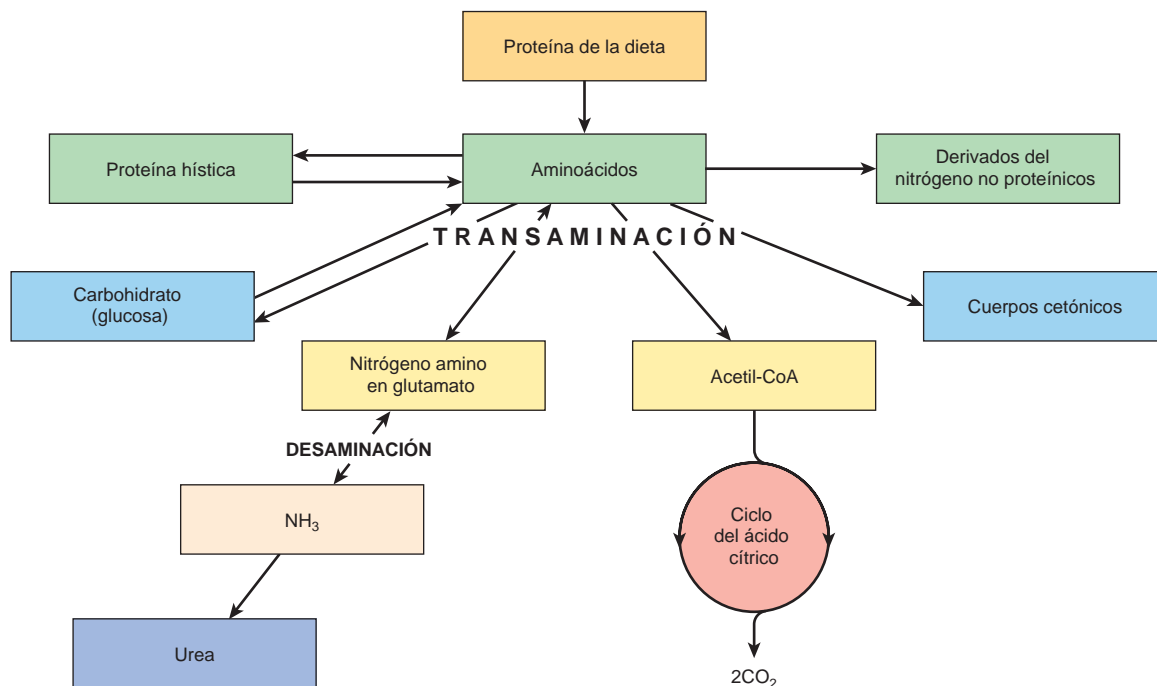 Proteína de la dieta
Proteína hística
Aminoácidos
Derivados del
nitrógeno no proteínicos
TRANSAMINACIÓN
Carbohidrato
(glucosa)
Cuerpos cetónicos
Nitrógeno amino
en glutamato
Acetil-CoA
DESAMINACIÓN
NH₃
Ciclo
del ácido
cítrico
Urea
2CO₂